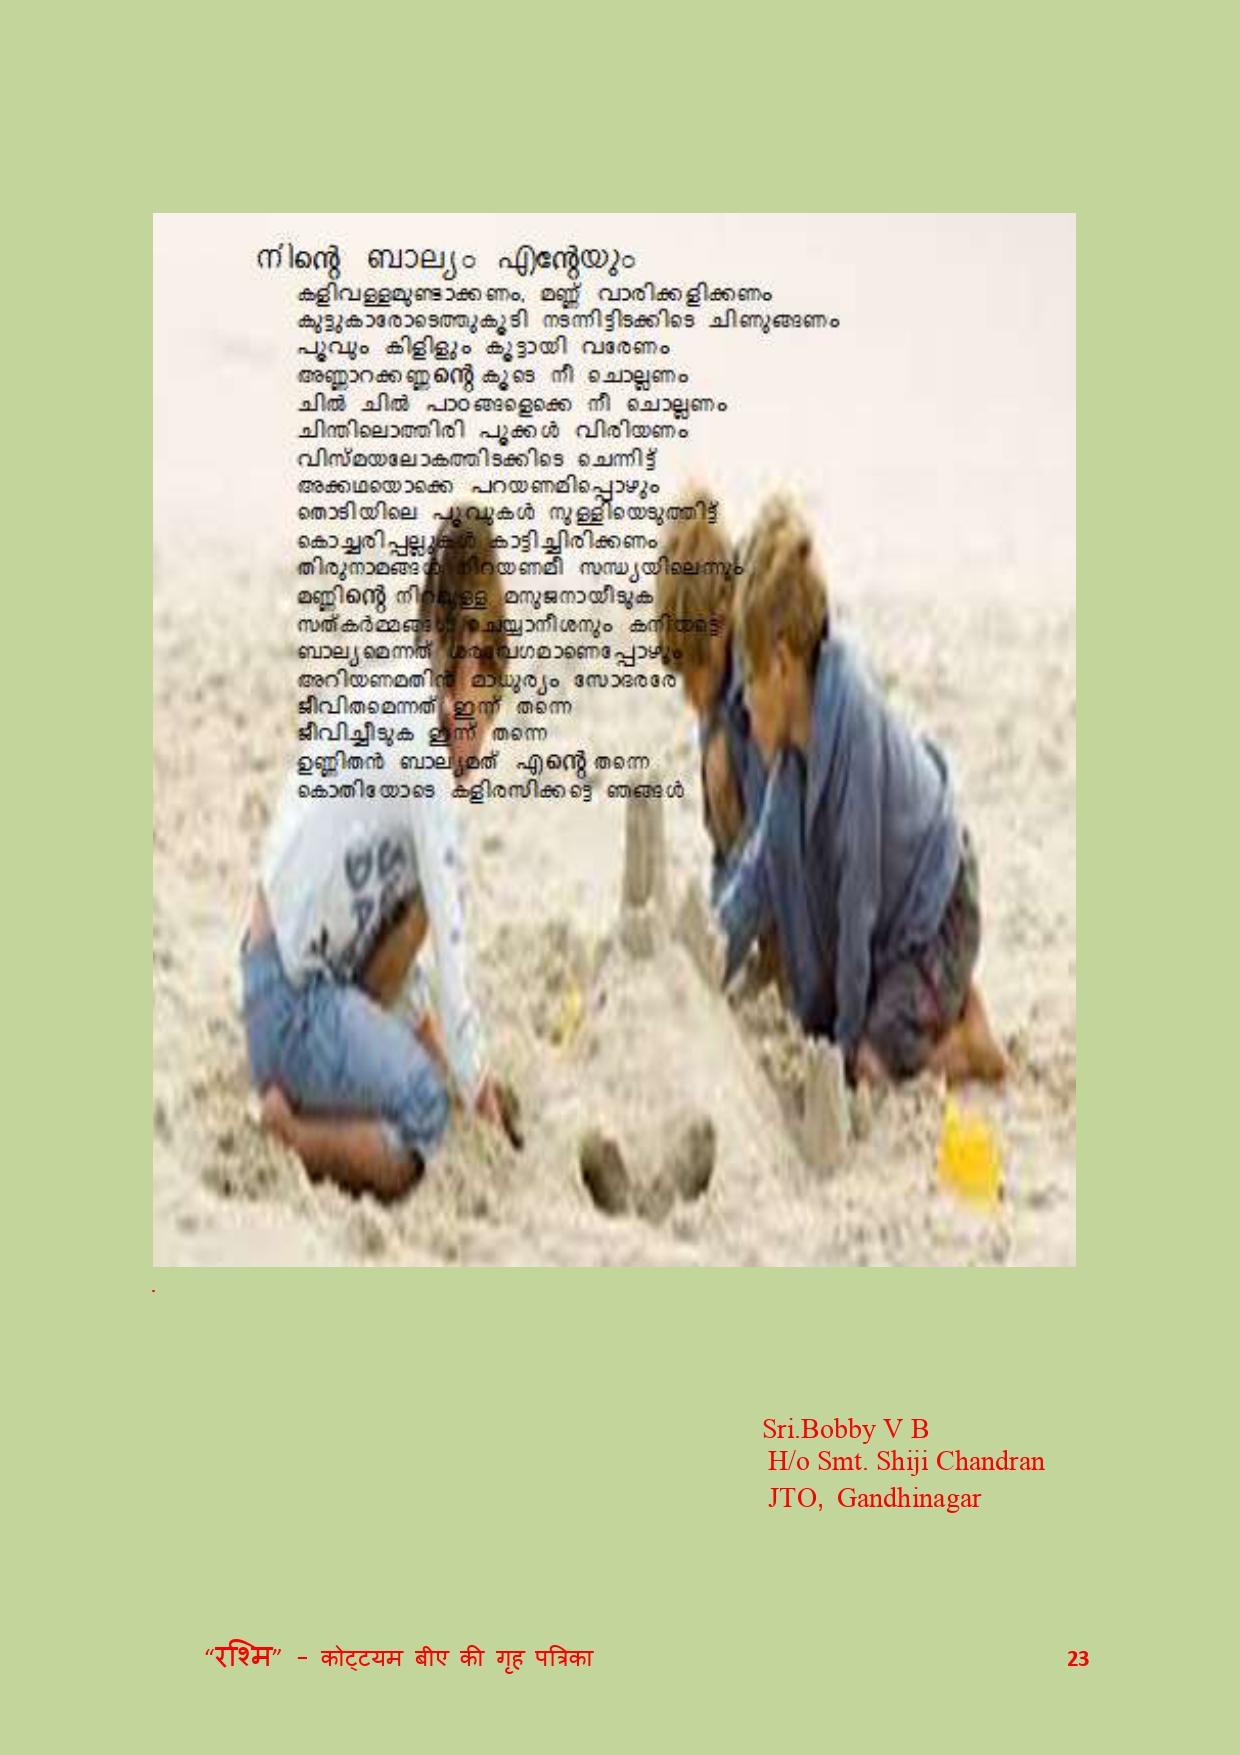 നിന്റെ ബാല്യം എന്റേയും
കളിവള്ളമുണ്ടാക്കണം, മണ്ണ് വാരിക്കളിക്കണം
കുട്ടുകാരോടെത്തുകൂടി നടന്നിട്ടിടക്കിടെ ചിണുങ്ങണം
പൂവും കിളിളും കൂട്ടായി വരേണം
അണ്ണാറക്കണ്ണന്റെ കൂടെ നീ ചൊല്ലണം
ചിൽ ചിൽ പാഠങ്ങളെക്കെ നീ ചൊല്ലണം
ചിന്തിലൊത്തിരി പൂക്കൾ വിരിയണം
വിസ്മയലോകത്തിടക്കിടെ ചെന്നിട്ട്
അക്കഥയൊക്കെ പറയണമിപ്പൊഴും
തൊടിയിലെ പൂവുകൾ നുള്ളിയെടുത്തിട്ട്
കൊച്ചരിപ്പല്ലുകൾ കാട്ടിച്ചിരിക്കണം
തിരുനാമങ്ങൾ നിറയണമീ സന്ധ്യയിലെന്നും
മണ്ണിന്റെ നിറമുള്ള മനുജനായീടുക
സത്കർമ്മങ്ങൾ ചെയ്യാനീശനും കനിയട്ടെ
ബാല്യമെന്നത് ശരവേഗമാണെപ്പോഴും
അറിയണമതിൻ മാധുര്യം സോദരരേ
ജീവിതമെന്നത് ഇന്ന് തന്നെ
ജീവിച്ചീടുക ഇന്ന് തന്നെ
ഉണ്ണിതൻ ബാല്യമത് എന്റെ തന്നെ
കൊതിയോടെ കളിരസിക്കട്ടെ ഞങ്ങൾ
Sri.Bobby V B
H/o Smt. Shiji Chandran
JTO, Gandhinagar
“रश्मि” - कोट्टयम बीए की गृह पत्रिका 23